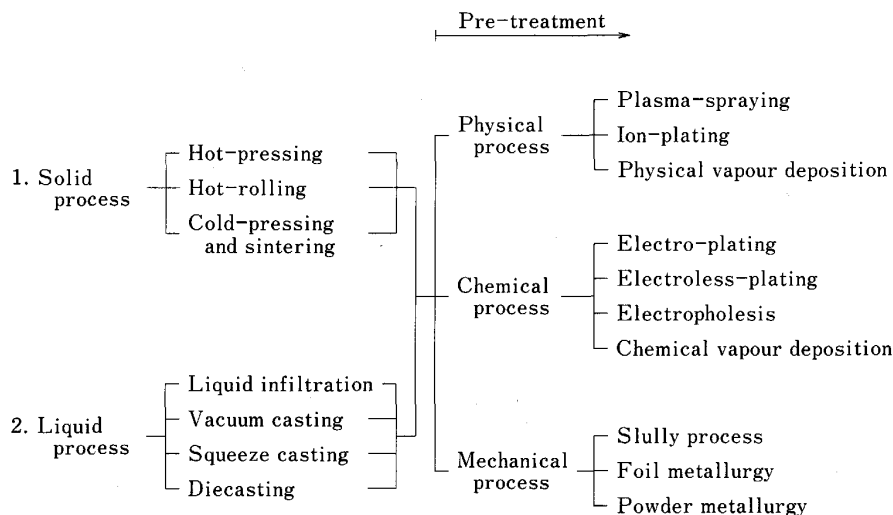 Pre-treatment
1. Solid
process
Hot-pressing
Hot-rolling
Cold-pressing
and sintering
2. Liquid
process
Liquid infiltration
Vacuum casting
Squeeze casting
Diecasting
Physical
process
Plasma-spraying
Ion-plating
Physical vapour deposition
Chemical
process
Electro-plating
Electroless-plating
Electropholesis
Chemical vapour deposition
Mechanical
process
Slully process
Foil metallurgy
Powder metallurgy